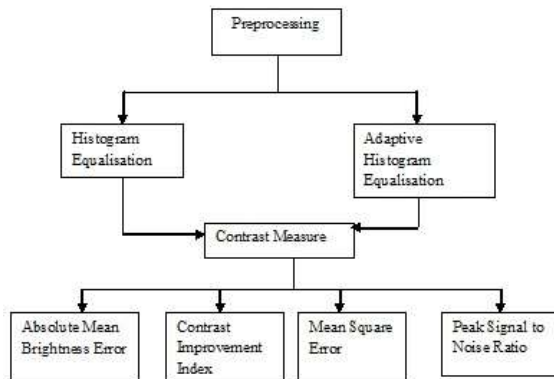 Preprocessing
Histogram
Equalisation
Adaptive
Histogram
Equalisation
Contrast Measure
Absolute Mean
Brightness Error
Contrast
Improvement
Index
Mean Square
Error
Peak Signal to
Noise Ratio